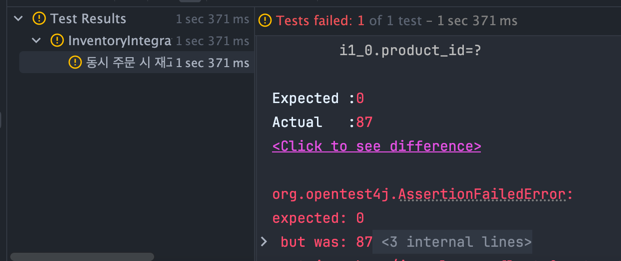 Test Results 1 sec 371 ms
InventoryIntegra 1 sec 371 ms
동시 주문 시 재고 1 sec 371 ms
Tests failed: 1 of 1 test – 1 sec 371 ms
i1_0.product_id=?
Expected :0
Actual :87
<Click to see difference>
org.opentest4j.AssertionFailedError:
expected: 0
but was: 87 <3 internal lines>